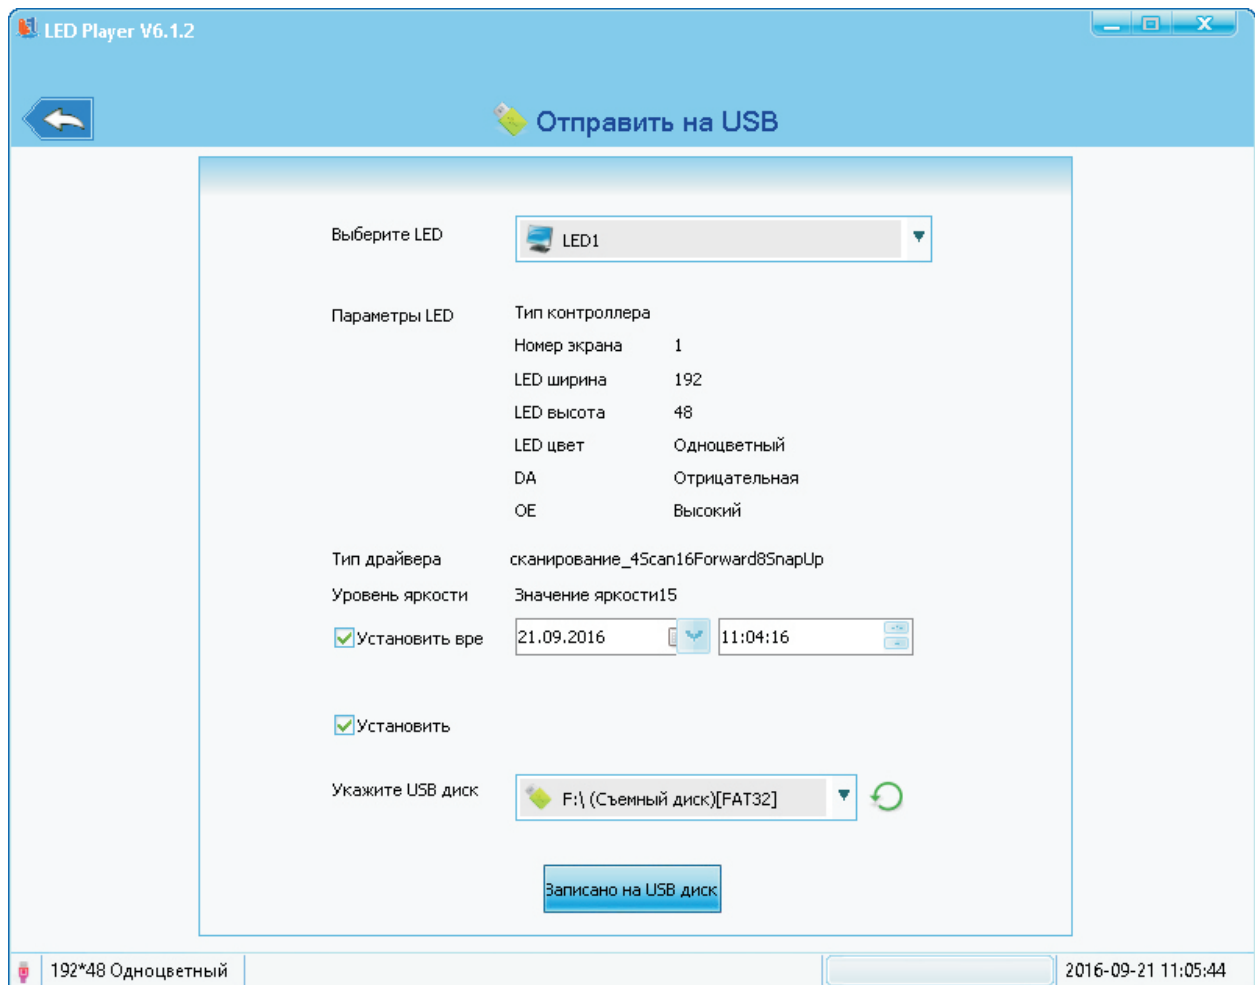 LED Player V6.1.2
Отправить на USB
Выберите LED LED1
Параметры LED Тип контроллера
Номер экрана 1
LED ширина 192
LED высота 48
LED цвет Одноцветный
DA Отрицательная
OE Высокий
Тип драйвера сканирование_4Scan16Forward8SnapUp
Уровень яркости Значение яркости15
Установить вре 21.09.2016 11:04:16
Установить
Укажите USB диск F:\ (Съемный диск)[FAT32]
Записано на USB диск
192*48 Одноцветный 2016-09-21 11:05:44